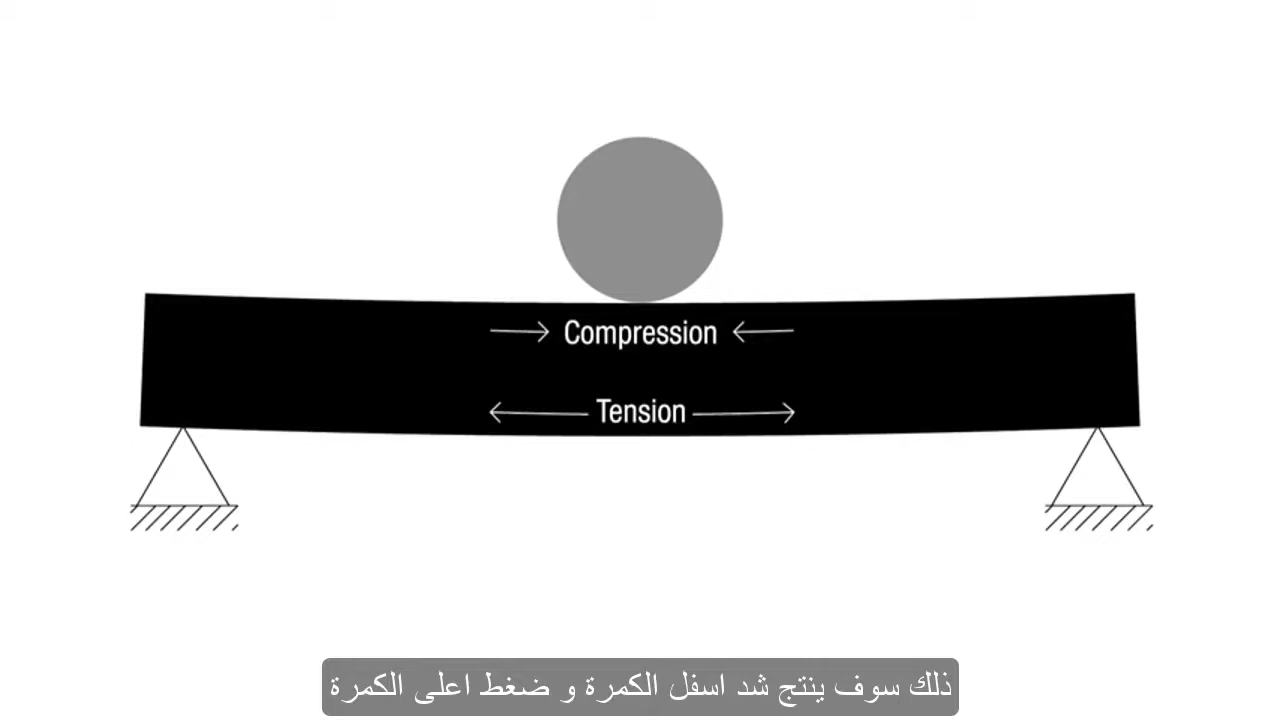 Compression
Tension
ذلك سوف ينتج شد اسفل الكمرة و ضغط اعلى الكمرة